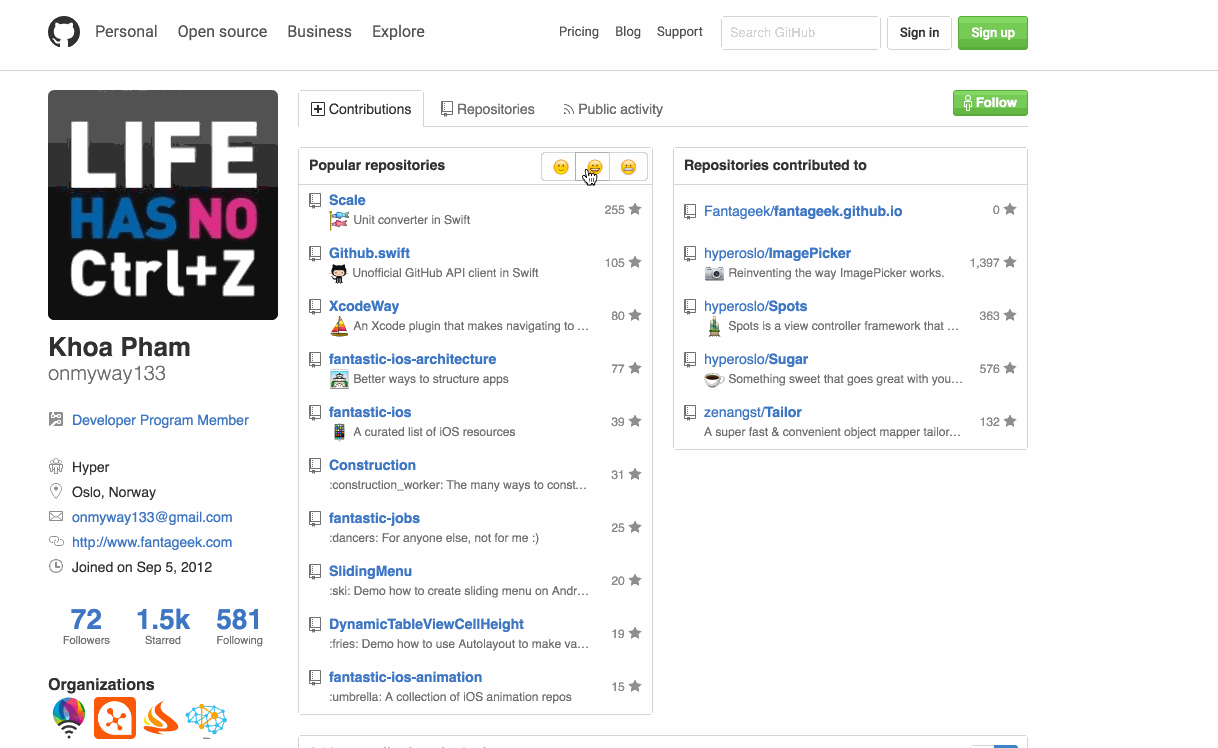 Personal Open source Business Explore Pricing Blog Support Search GitHub Sign in Sign up
LIFE
HAS NO
Ctrl+Z
Khoa Pham
onmyway133
Developer Program Member
Hyper
Oslo, Norway
onmyway133@gmail.com
http://www.fantageek.com
Joined on Sep 5, 2012
72 1.5k 581
Followers Starred Following
Organizations
Contributions Repositories Public activity Follow
Popular repositories
Scale
Unit converter in Swift
255
Github.swift
Unofficial GitHub API client in Swift
105
XcodeWay
An Xcode plugin that makes navigating to ...
80
fantastic-ios-architecture
Better ways to structure apps
77
fantastic-ios
A curated list of iOS resources
39
Construction
:construction_worker: The many ways to const...
31
fantastic-jobs
:dancers: For anyone else, not for me :)
25
SlidingMenu
:ski: Demo how to create sliding menu on Andr...
20
DynamicTableViewCellHeight
:fries: Demo how to use Autolayout to make va...
19
fantastic-ios-animation
:umbrella: A collection of iOS animation repos
15
Repositories contributed to
Fantageek/fantageek.github.io
0
hyperoslo/ImagePicker
Reinventing the way ImagePicker works.
1,397
hyperoslo/Spots
Spots is a view controller framework that ...
363
hyperoslo/Sugar
Something sweet that goes great with you...
576
zenangst/Tailor
A super fast & convenient object mapper tailor...
132